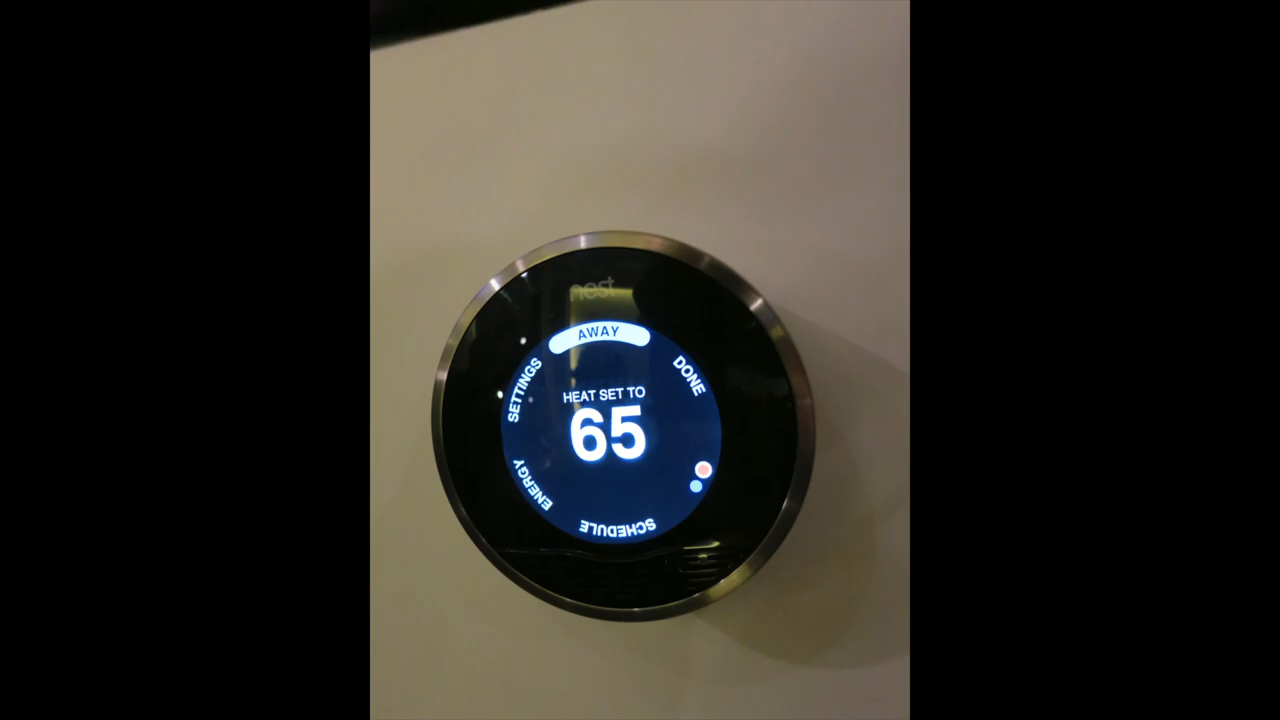 nest
AWAY
DONE
SETTINGS
HEAT SET TO
65
ENERGY
SCHEDULE